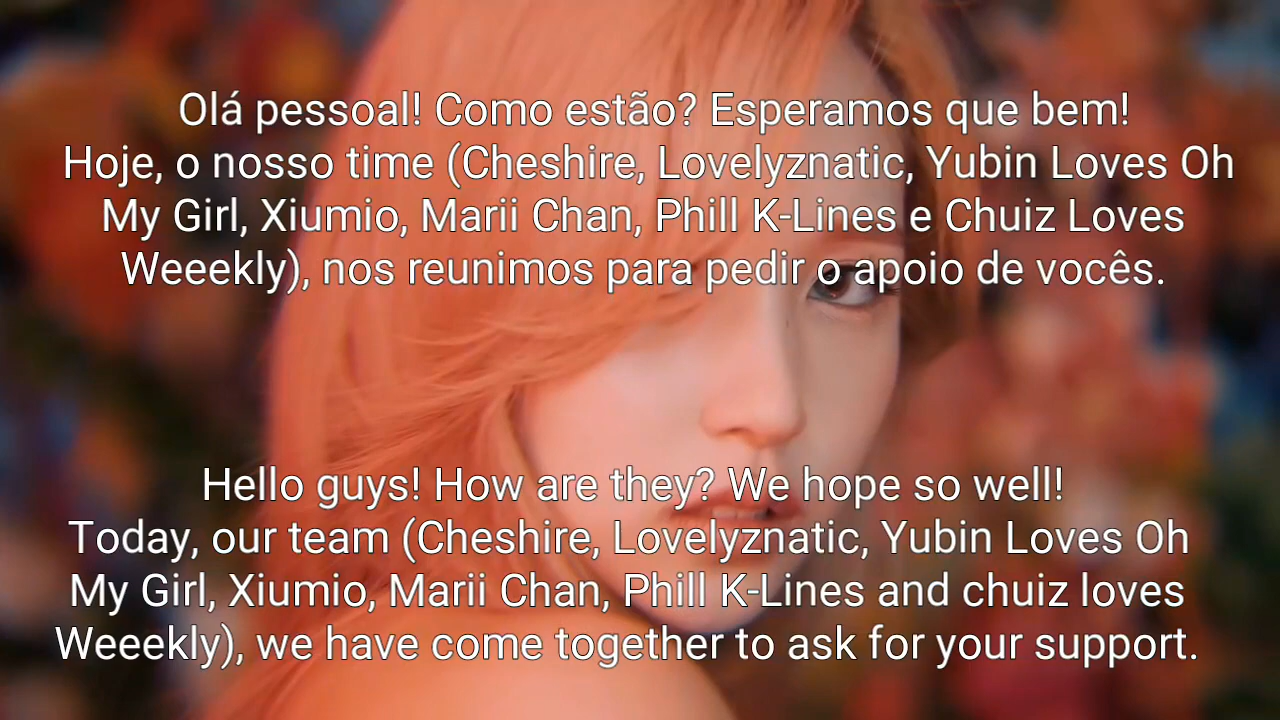 Olá pessoal! Como estão? Esperamos que bem!
Hoje, o nosso time (Cheshire, Lovelyznatic, Yubin Loves Oh
My Girl, Xiumio, Marii Chan, Phill K-Lines e Chuiz Loves
Weeekly), nos reunimos para pedir o apoio de vocês.
Hello guys! How are they? We hope so well!
Today, our team (Cheshire, Lovelyznatic, Yubin Loves Oh
My Girl, Xiumio, Marii Chan, Phill K-Lines and chuiz loves
Weeekly), we have come together to ask for your support.